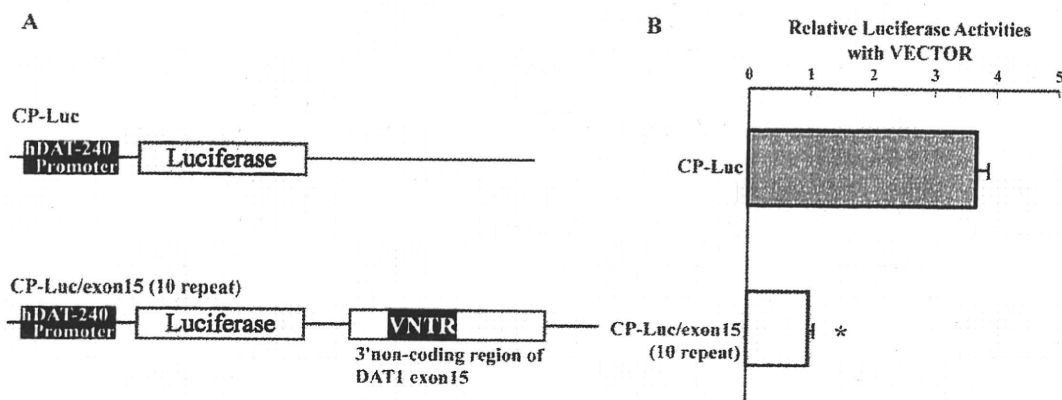 A
CP-Luc
hDAT-240
Promoter
Luciferase
CP-Luc/exon15 (10 repeat)
hDAT-240
Promoter
Luciferase
VNTR
3'non-coding region of
DAT1 exon15
B
Relative Luciferase Activities
with VECTOR
0 1 2 3 4 5
CP-Luc
CP-Luc/exon15
(10 repeat)
*